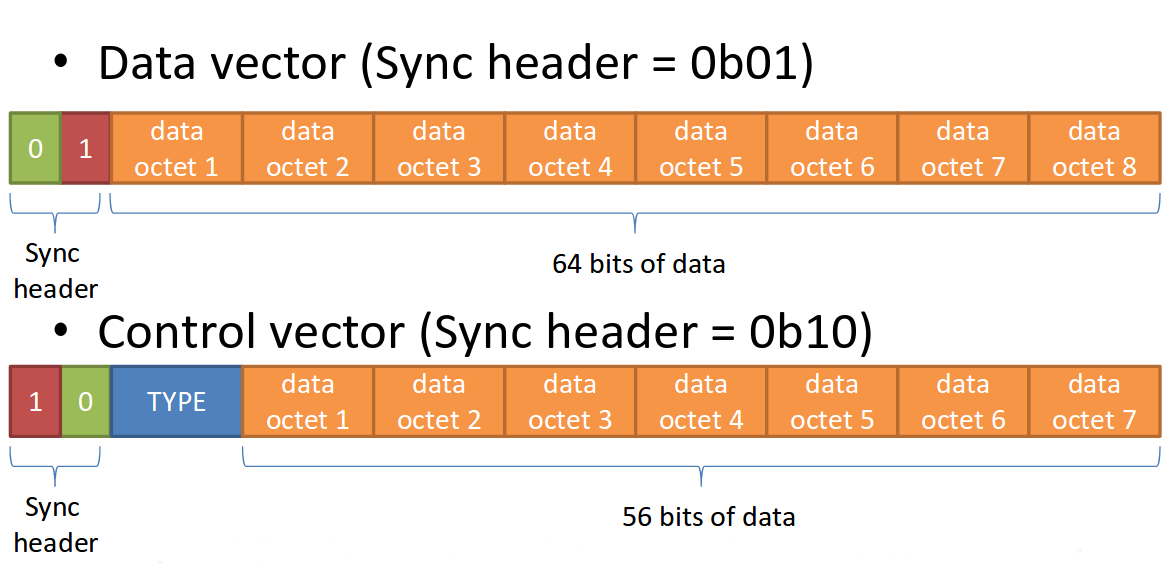 • Data vector (Sync header = 0b01)
0 1 data octet 1 data octet 2 data octet 3 data octet 4 data octet 5 data octet 6 data octet 7 data octet 8
Sync header
64 bits of data
• Control vector (Sync header = 0b10)
1 0 TYPE data octet 1 data octet 2 data octet 3 data octet 4 data octet 5 data octet 6 data octet 7
Sync header
56 bits of data